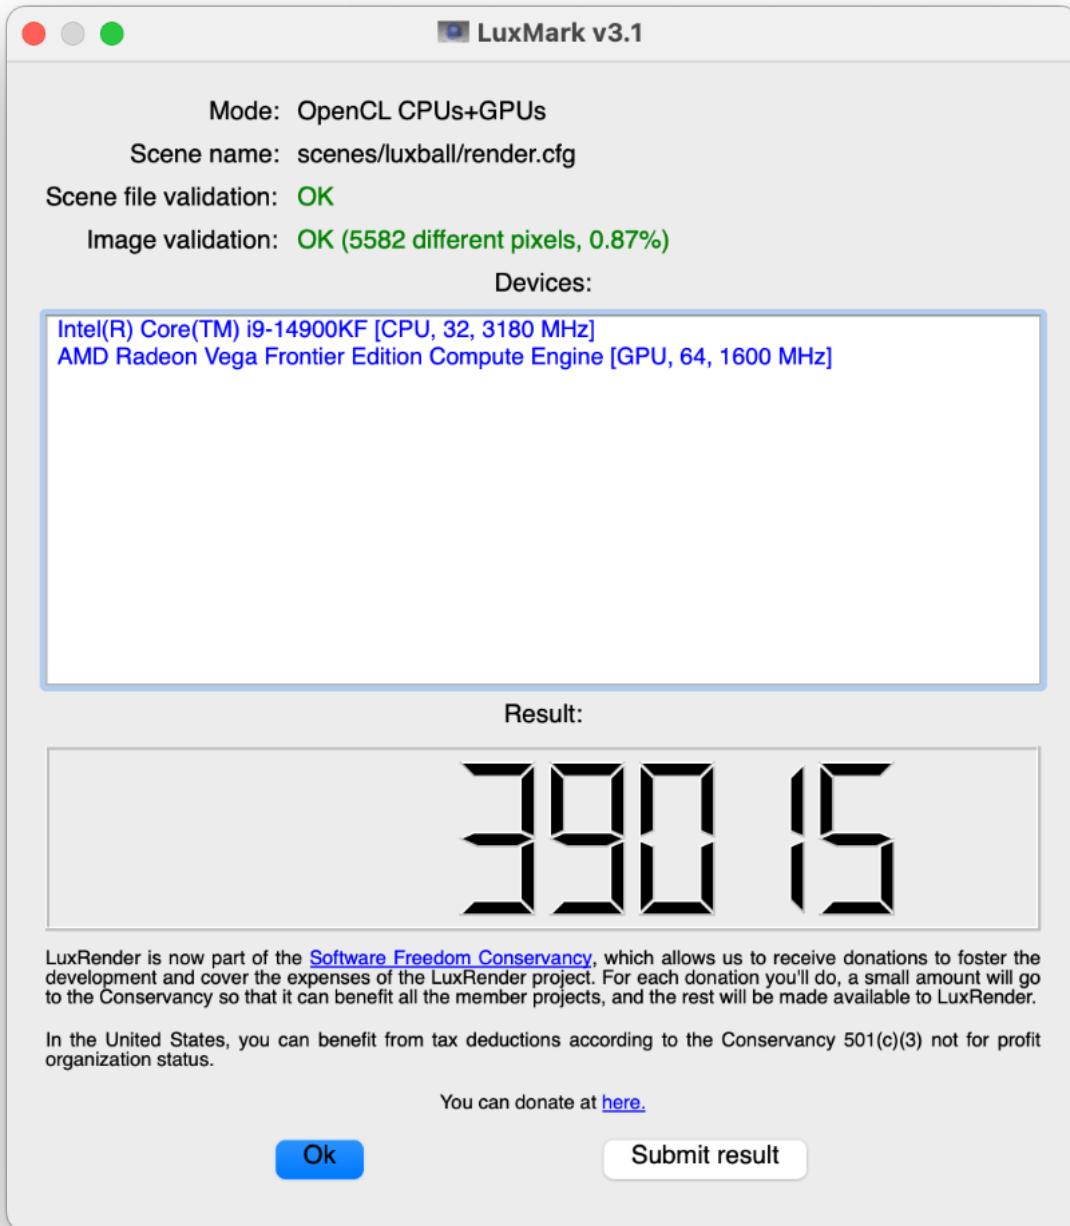 LuxMark v3.1
Mode: OpenCL CPUs+GPUs
Scene name: scenes/luxball/render.cfg
Scene file validation: OK
Image validation: OK (5582 different pixels, 0.87%)
Devices:
Intel(R) Core(TM) i9-14900KF [CPU, 32, 3180 MHz]
AMD Radeon Vega Frontier Edition Compute Engine [GPU, 64, 1600 MHz]
Result:
39015
LuxRender is now part of the Software Freedom Conservancy, which allows us to receive donations to foster the
development and cover the expenses of the LuxRender project. For each donation you'll do, a small amount will go
to the Conservancy so that it can benefit all the member projects, and the rest will be made available to LuxRender.
In the United States, you can benefit from tax deductions according to the Conservancy 501(c)(3) not for profit
organization status.
You can donate at here.
Ok
Submit result